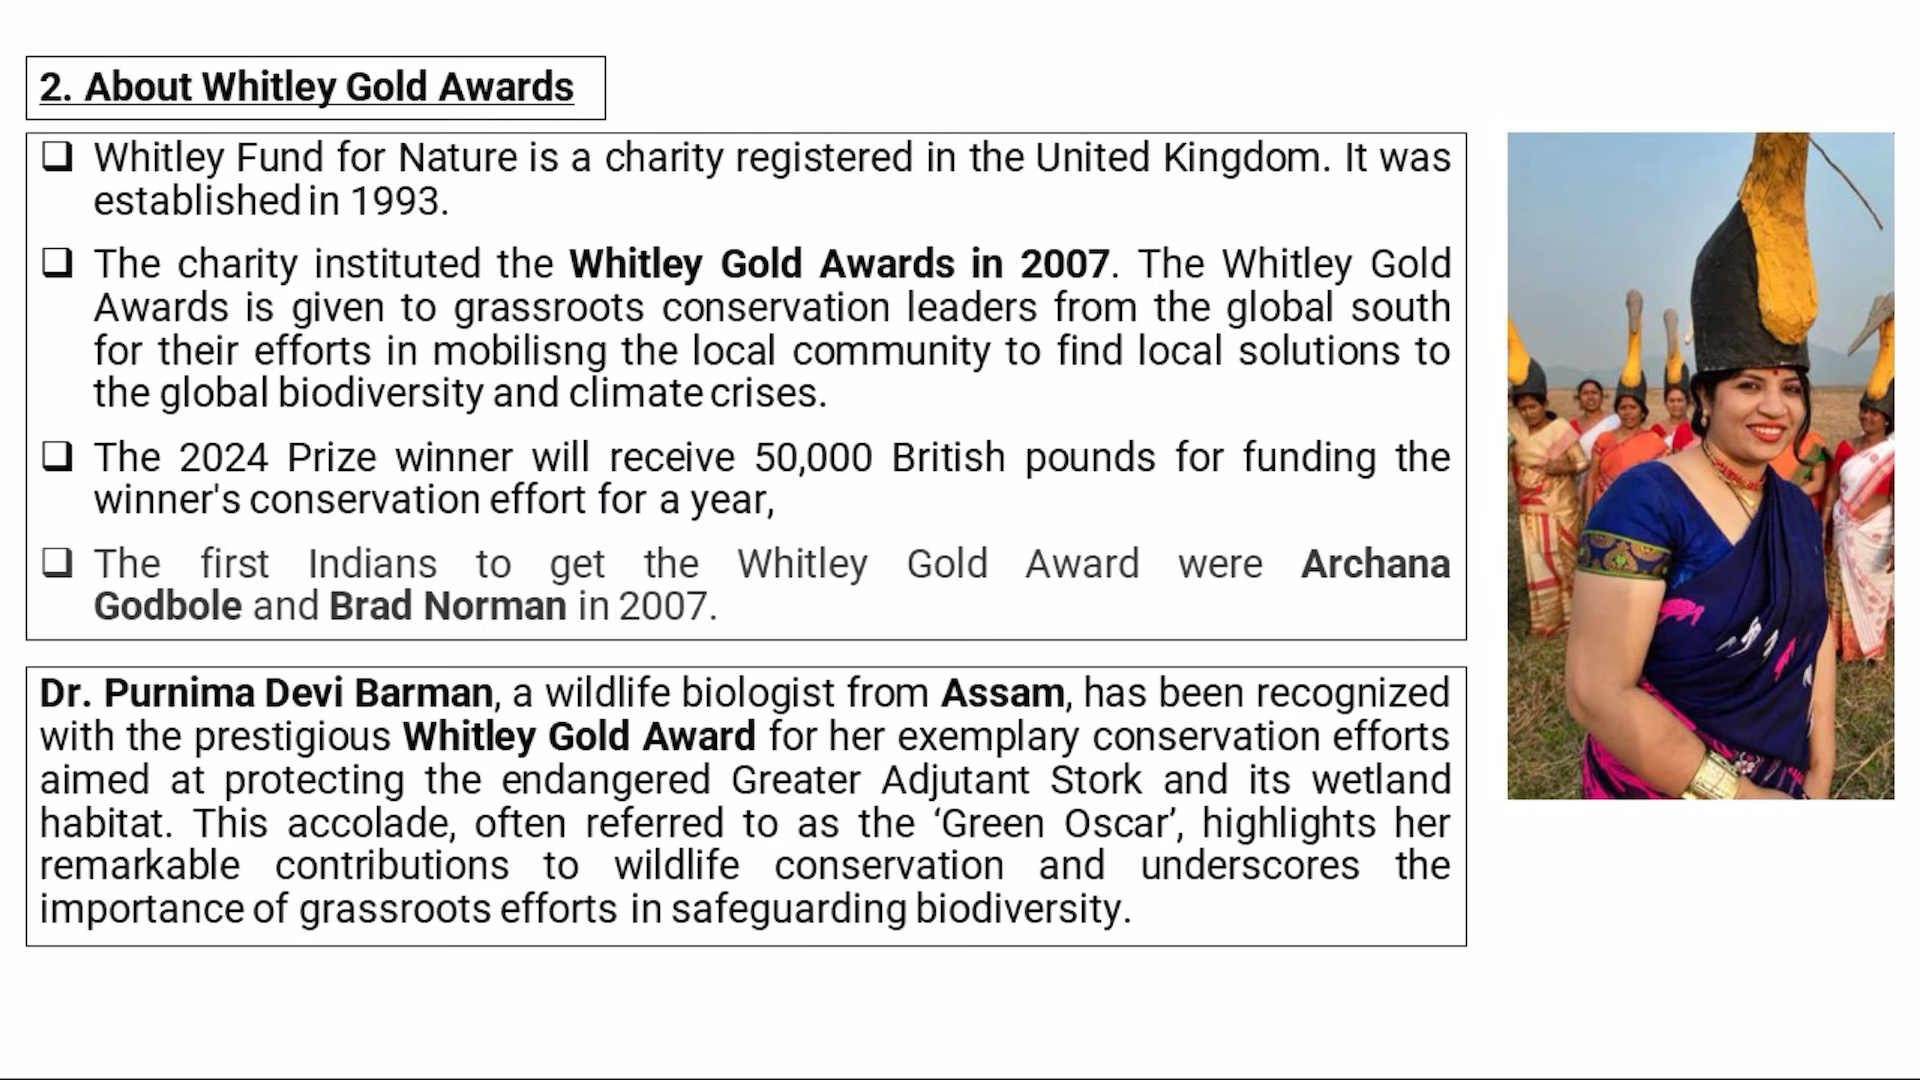 2. About Whitley Gold Awards
❑ Whitley Fund for Nature is a charity registered in the United Kingdom. It was
established in 1993.
❑ The charity instituted the Whitley Gold Awards in 2007. The Whitley Gold
Awards is given to grassroots conservation leaders from the global south
for their efforts in mobilisng the local community to find local solutions to
the global biodiversity and climate crises.
❑ The 2024 Prize winner will receive 50,000 British pounds for funding the
winner's conservation effort for a year,
❑ The first Indians to get the Whitley Gold Award were Archana
Godbole and Brad Norman in 2007.
Dr. Purnima Devi Barman, a wildlife biologist from Assam, has been recognized
with the prestigious Whitley Gold Award for her exemplary conservation efforts
aimed at protecting the endangered Greater Adjutant Stork and its wetland
habitat. This accolade, often referred to as the ‘Green Oscar’, highlights her
remarkable contributions to wildlife conservation and underscores the
importance of grassroots efforts in safeguarding biodiversity.